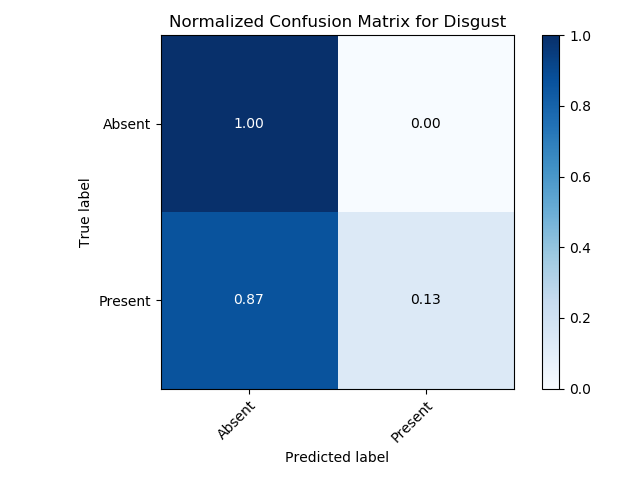 Normalized Confusion Matrix for Disgust
1.0
Absent
1.00
0.00
0.8
True label
0.6
0.4
Present
0.87
0.13
0.2
0.0
Absent
Present
Predicted label